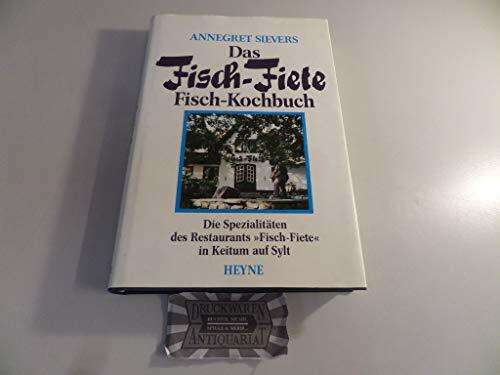 ANNEGRET SIEVERS
Das
Fisch-Fiete
Fisch-Kochbuch
Die Spezialitäten
des Restaurants »Fisch-Fiete«
in Keitum auf Sylt
HEYNE
DRUCKWAREN
ANTIQUARIAT